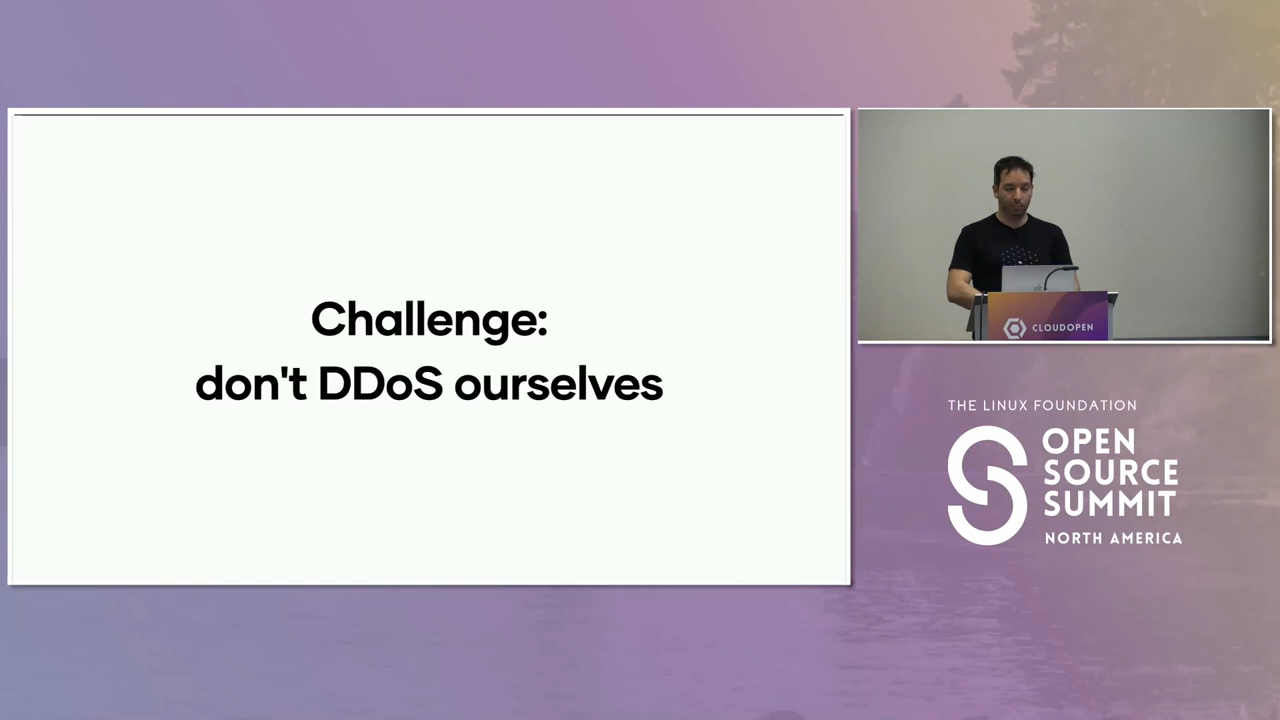 Challenge:
don't DDoS ourselves
CLOUDOPEN
THE LINUX FOUNDATION
OPEN
SOURCE
SUMMIT
NORTH AMERICA